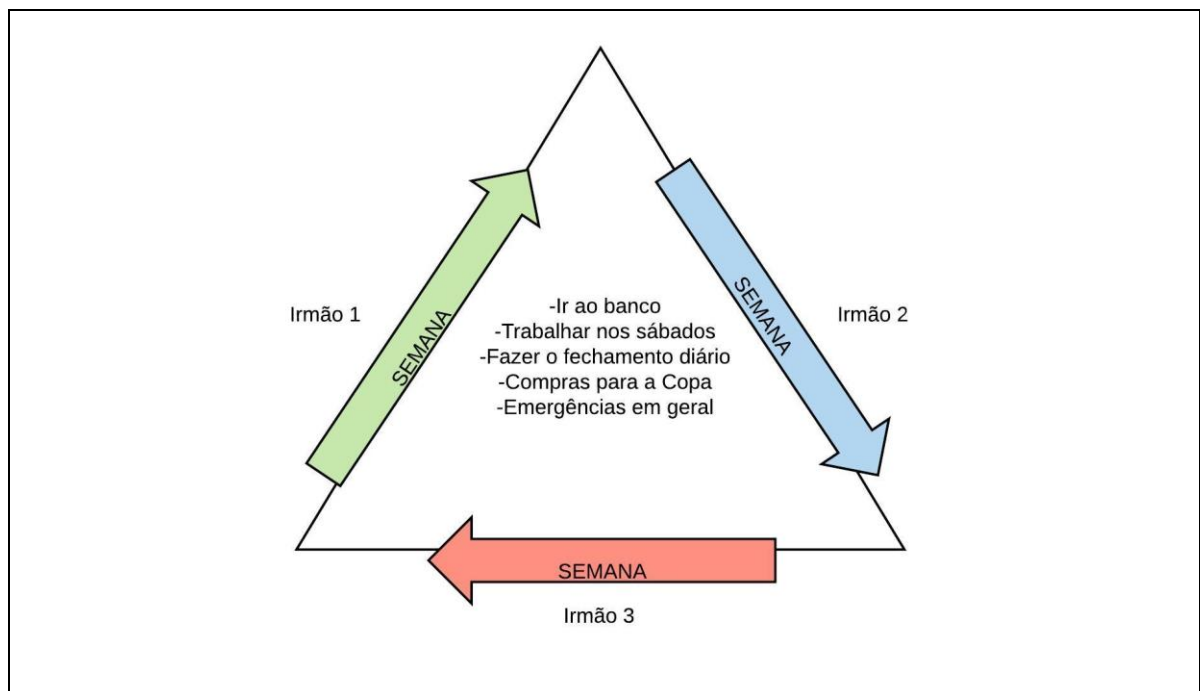 Irmão 1
SEMANA
-Ir ao banco
-Trabalhar nos sábados
-Fazer o fechamento diário
-Compras para a Copa
-Emergências em geral
SEMANA
Irmão 2
SEMANA
Irmão 3